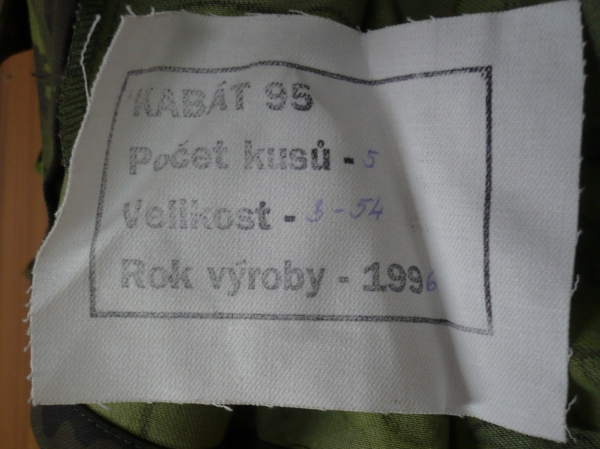 KABÁT 95
Počet kusů - 5
Velikost - 3 - 54
Rok výroby - 1996